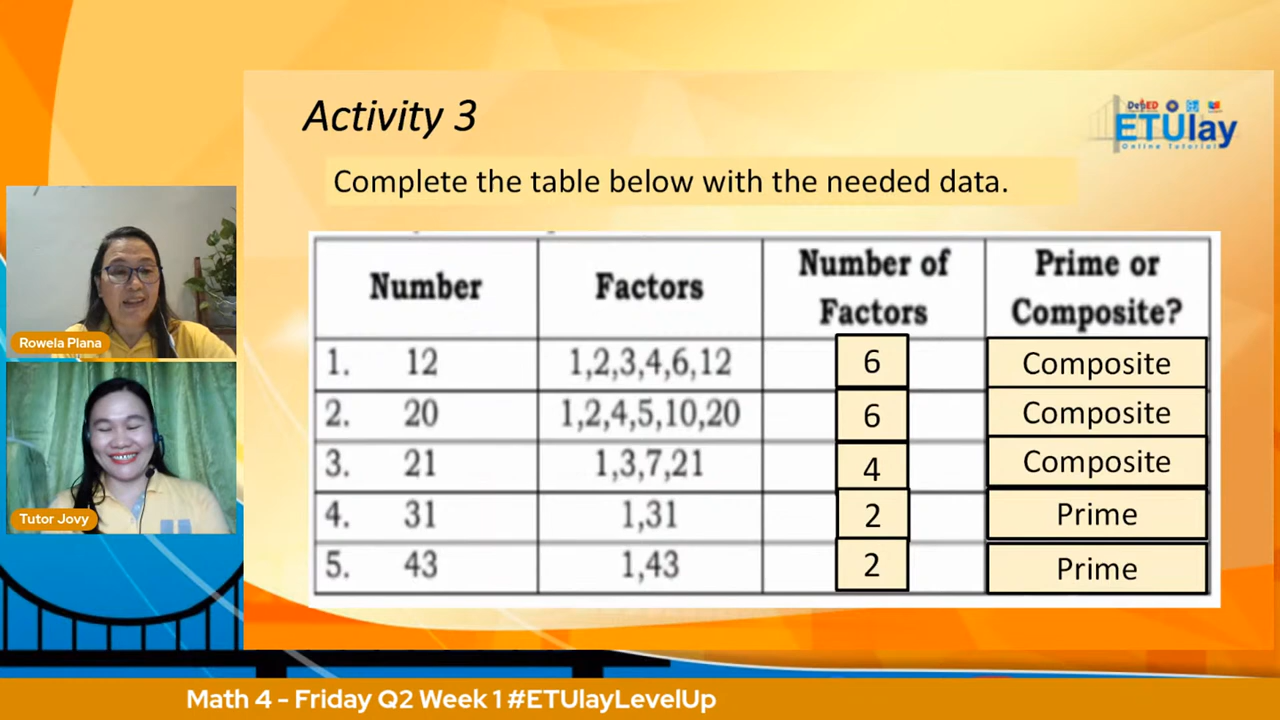 Activity 3
DepED
ETUlay
Online Tutorial
Complete the table below with the needed data.
Number Factors Number of Factors Prime or Composite?
1. 12 1,2,3,4,6,12 6 Composite
2. 20 1,2,4,5,10,20 6 Composite
3. 21 1,3,7,21 4 Composite
4. 31 1,31 2 Prime
5. 43 1,43 2 Prime
Rowela Plana
Tutor Jovy
Math 4 - Friday Q2 Week 1 #ETUlayLevelUp